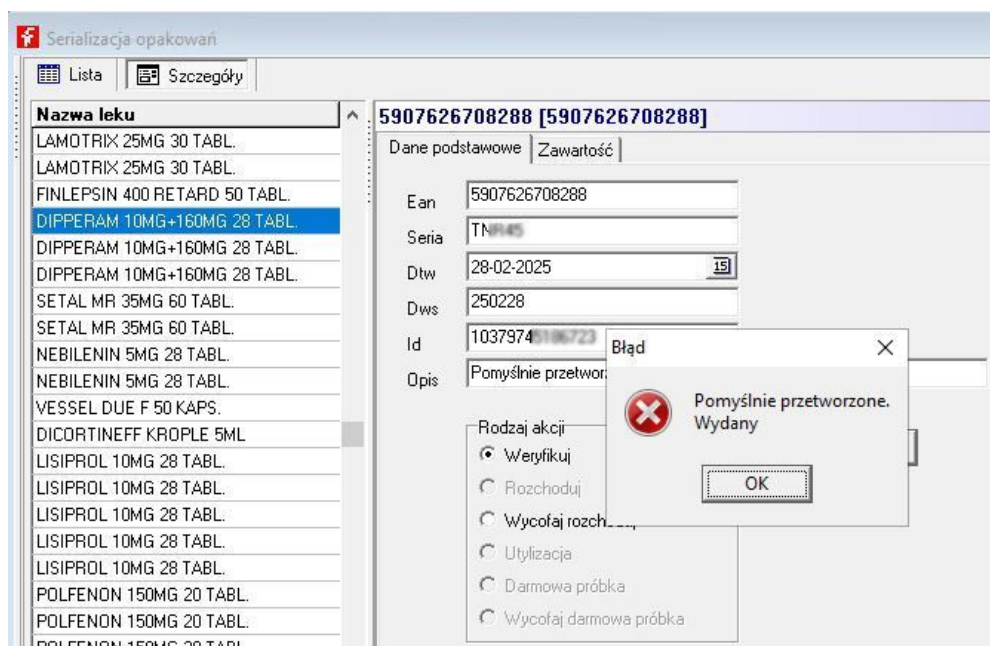 Serializacja opakowań
Lista
Szczegóły
Nazwa leku
LAMOTRIX 25MG 30 TABL.
LAMOTRIX 25MG 30 TABL.
FINLEPSIN 400 RETARD 50 TABL.
DIPPERAM 10MG+160MG 28 TABL.
DIPPERAM 10MG+160MG 28 TABL.
DIPPERAM 10MG+160MG 28 TABL.
SETAL MR 35MG 60 TABL.
SETAL MR 35MG 60 TABL.
NEBILENIN 5MG 28 TABL.
NEBILENIN 5MG 28 TABL.
VESSEL DUE F 50 KAPS.
DICORTINEFF KROPLE 5ML
LISIPROL 10MG 28 TABL.
LISIPROL 10MG 28 TABL.
LISIPROL 10MG 28 TABL.
LISIPROL 10MG 28 TABL.
LISIPROL 10MG 28 TABL.
POLFENON 150MG 20 TABL.
POLFENON 150MG 20 TABL.
5907626708288 [5907626708288]
Dane podstawowe
Zawartość
Ean 5907626708288
Seria
Dtw 28-02-2025 15
Dws 250228
Id
Opis Pomyślnie
Rodzaj akcji
Weryfikuj
Rozchoduj
Wycofaj
Utylizacja
Darmowa próbka
Wycofaj darmowa próbka
Błąd
Pomyślnie przetworzone.
Wydany
OK